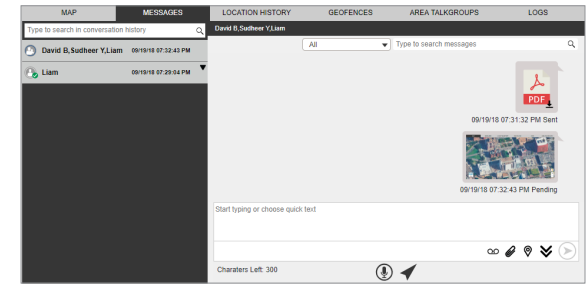 MAP MESSAGES LOCATION HISTORY GEOFENCES AREA TALKGROUPS LOGS
Type to search in conversation history
David B,Sudheer Y,Liam 09/19/18 07:32:43 PM
Liam 09/19/18 07:29:04 PM
David B,Sudheer Y,Liam
All Type to search messages
PDF
09/19/18 07:31:32 PM Sent
09/19/18 07:32:43 PM Pending
Start typing or choose quick text
Charaters Left: 300